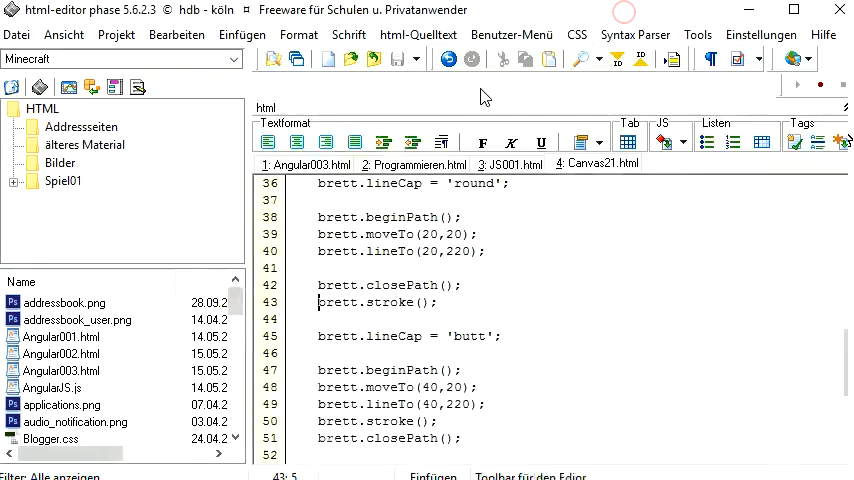 html-editor phase 5.6.2.3 © hdb - köln ¤ Freeware für Schulen u. Privatanwender
Datei Ansicht Projekt Bearbeiten Einfügen Format Schrift html-Quelltext Benutzer-Menü CSS Syntax Parser Tools Einstellungen Hilfe
Minecraft
html
Textformat Tab JS Listen Tags
F K U
1: Angular003.html 2: Programmieren.html 3: JS001.html 4: Canvas21.html
HTML
Addressseiten
älteres Material
Bilder
Spiel01
Name
addressbook.png 28.09.2
addressbook_user.png 14.04.2
Angular001.html 14.05.2
Angular002.html 15.05.2
Angular003.html 15.05.2
AngularJS.js 14.05.2
applications.png 07.04.2
audio_notification.png 03.04.2
Blogger.css 24.04.2
36 brett.lineCap = 'round';
37
38 brett.beginPath();
39 brett.moveTo(20,20);
40 brett.lineTo(20,220);
41
42 brett.closePath();
43 brett.stroke();
44
45 brett.lineCap = 'butt';
46
47 brett.beginPath();
48 brett.moveTo(40,20);
49 brett.lineTo(40,220);
50 brett.stroke();
51 brett.closePath();
52
Filter: Alle anzeigen 43: 5 Einfügen Toolbar für den Editor